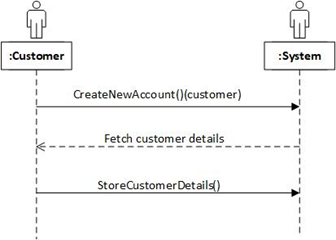 :Customer
:System
CreateNewAccount()(customer)
Fetch customer details
StoreCustomerDetails()